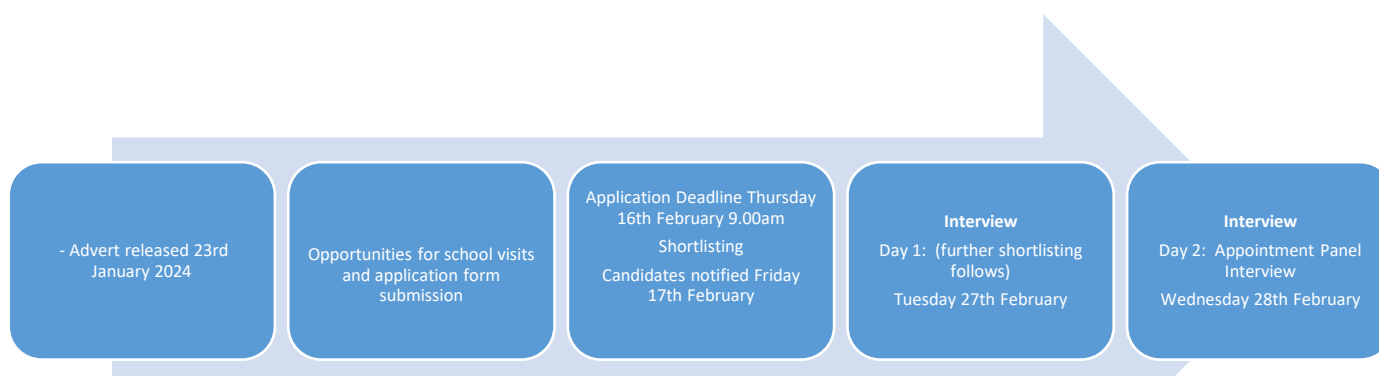 - Advert released 23rd
January 2024
Opportunities for school visits
and application form
submission
Application Deadline Thursday
16th February 9.00am
Shortlisting
Candidates notified Friday
17th February
Interview
Day 1:  (further shortlisting
follows)
Tuesday 27th February
Interview
Day 2:  Appointment Panel
Interview
Wednesday 28th February